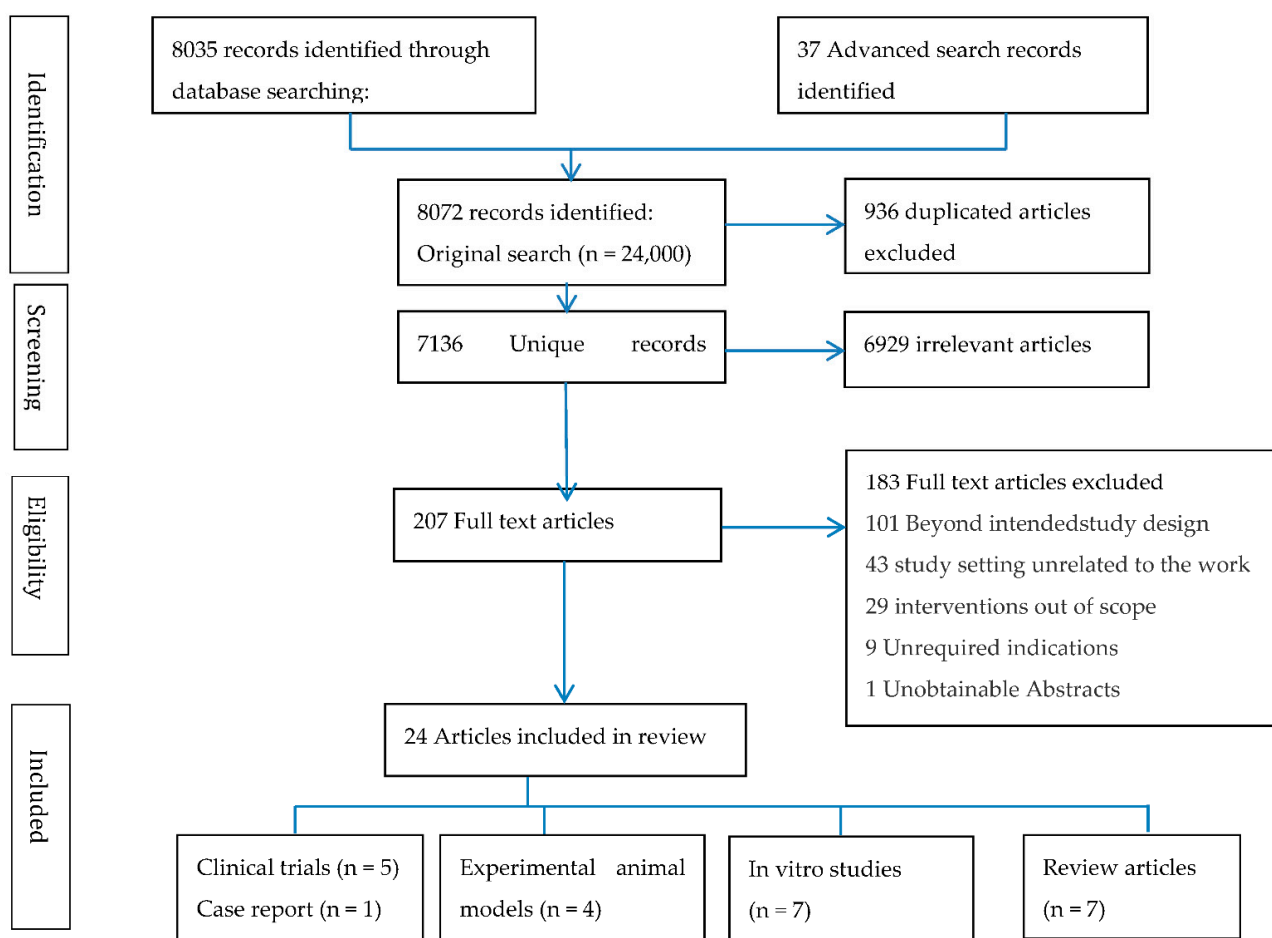 Identification
8035 records identified through
database searching:
37 Advanced search records
identified
8072 records identified:
Original search (n = 24,000)
936 duplicated articles
excluded
Screening
7136 Unique records
6929 irrelevant articles
Eligibility
207 Full text articles
183 Full text articles excluded
101 Beyond intendedstudy design
43 study setting unrelated to the work
29 interventions out of scope
9 Unrequired indications
1 Unobtainable Abstracts
Included
24 Articles included in review
Clinical trials (n = 5)
Case report (n = 1)
Experimental animal
models (n = 4)
In vitro studies
(n = 7)
Review articles
(n = 7)